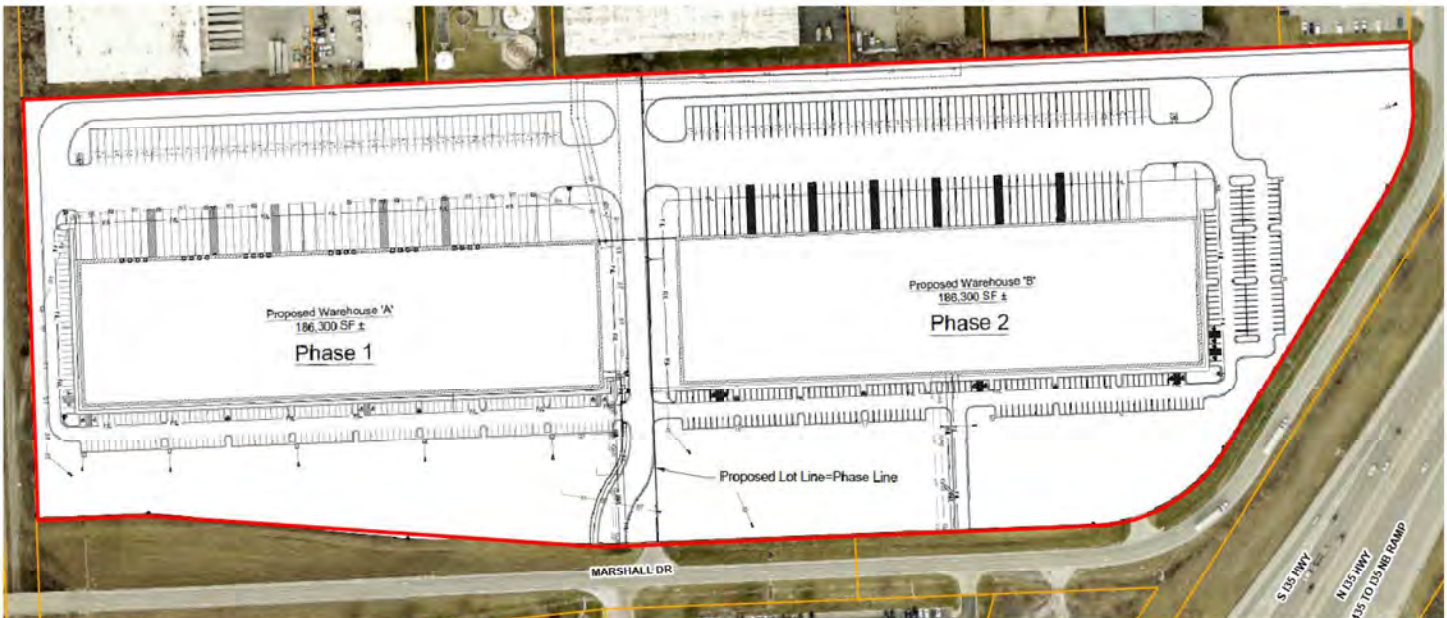 Proposed Warehouse 'A'
186,300 SF ±
Phase 1
Proposed Warehouse "B"
186,300 SF ±
Phase 2
Proposed Lot Line=Phase Line
MARSHALL DR
S I35 HWY
N I35 HWY
I35 TO I35 NB RAMP